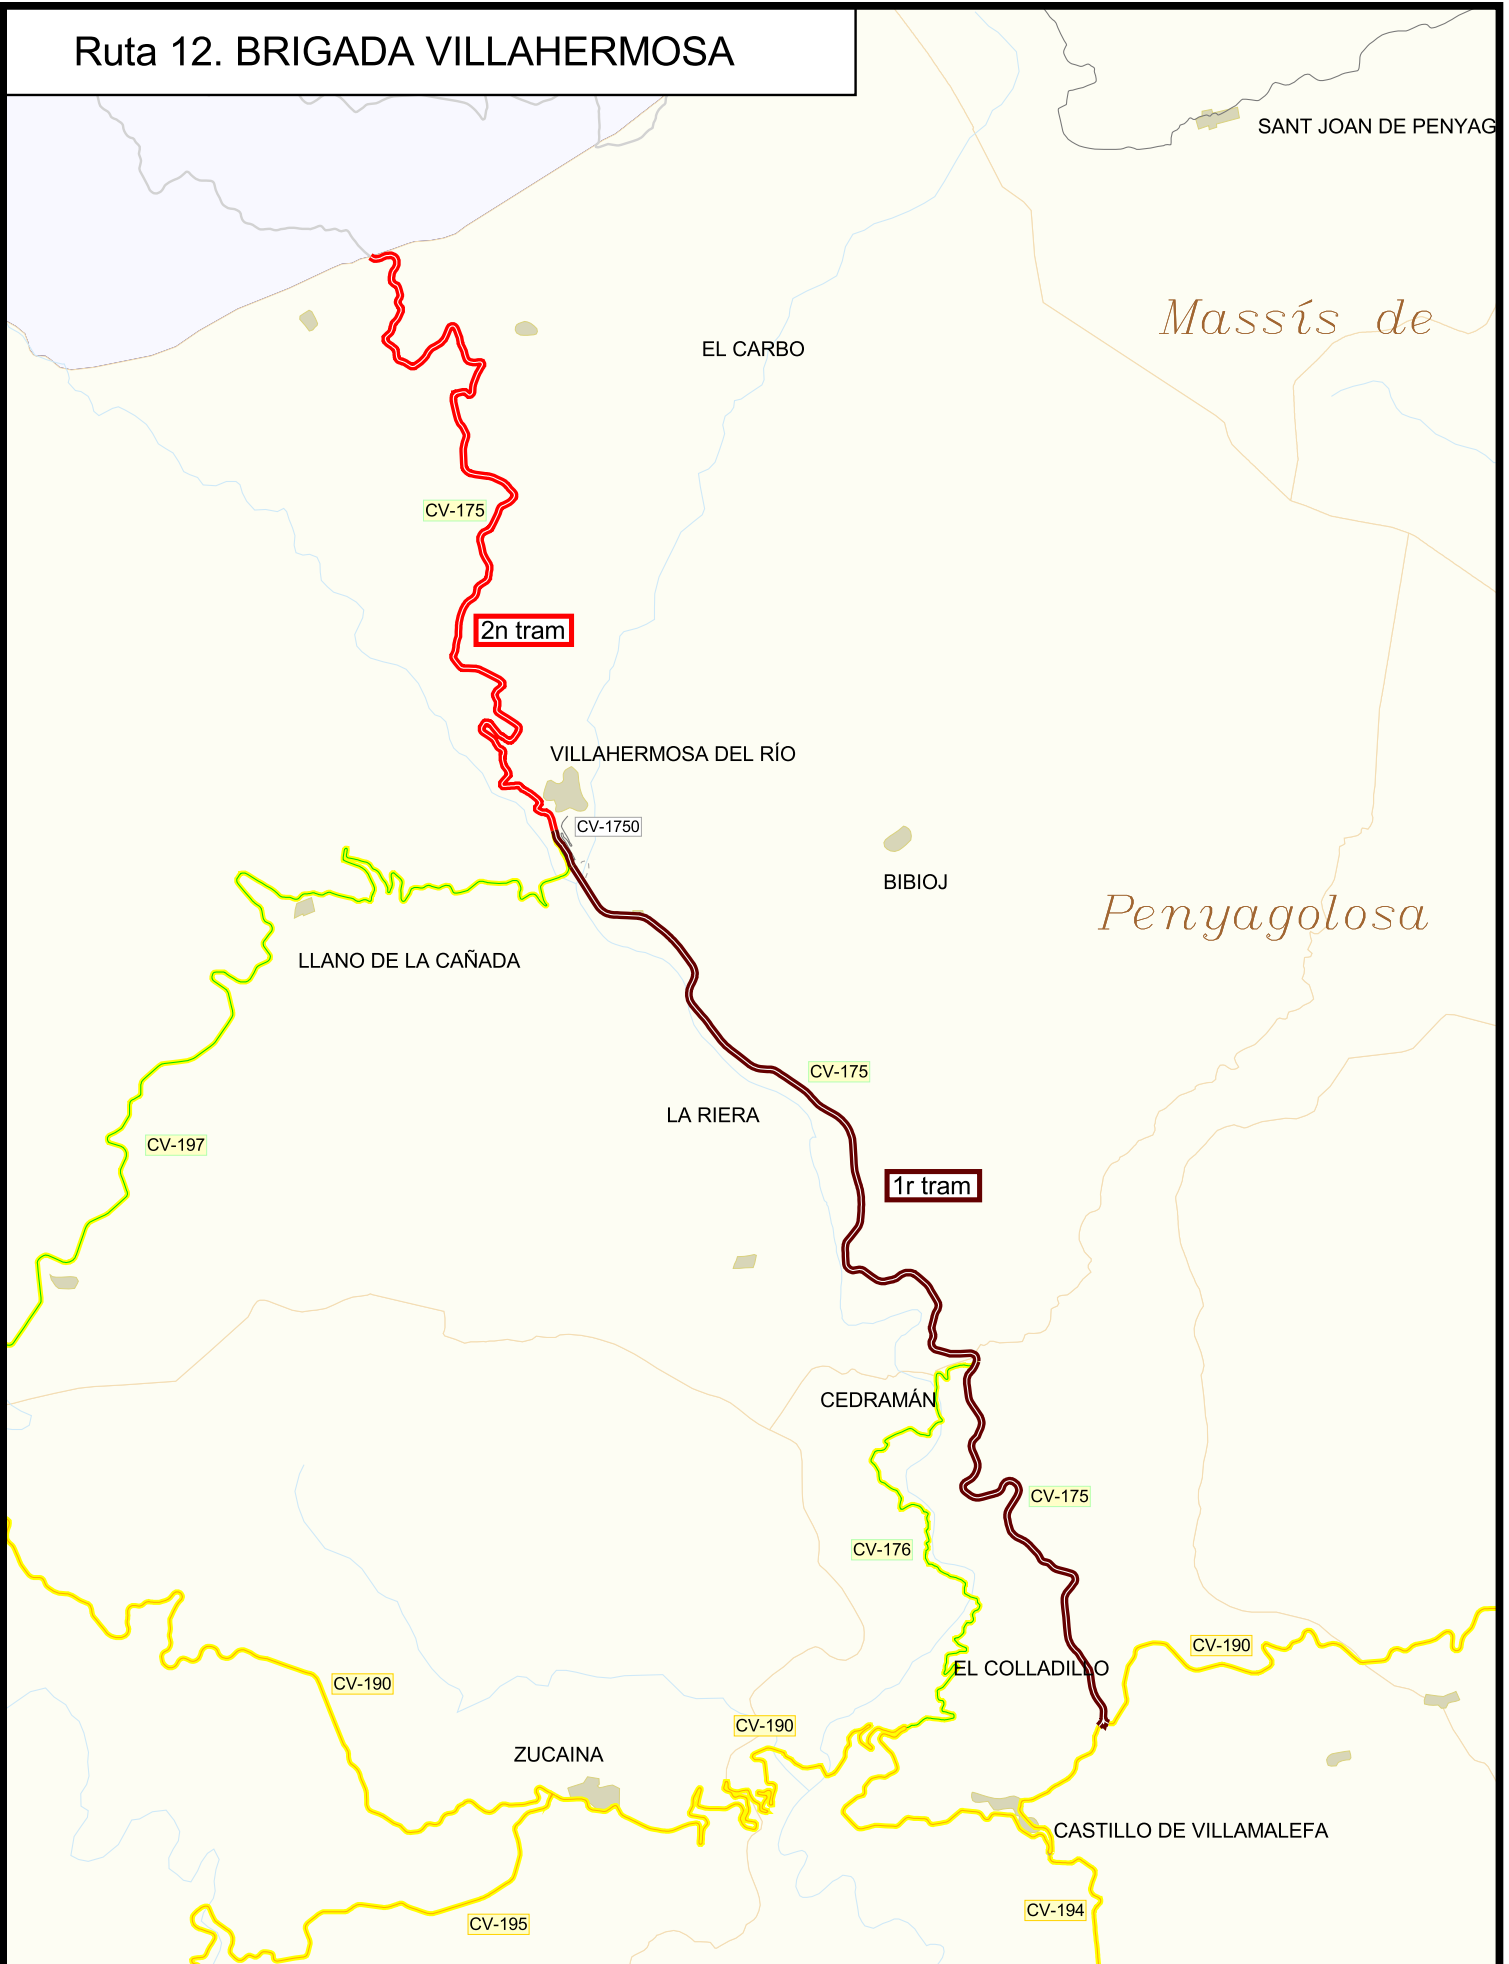 Ruta 12. BRIGADA VILLAHERMOSA
SANT JOAN DE PENYAG
Massís de
EL CARBO
CV-175
2n tram
VILLAHERMOSA DEL RÍO
CV-1750
BIBIOJ
Penyagolosa
LLANO DE LA CAÑADA
CV-175
LA RIERA
CV-197
1r tram
CEDRAMÁN
CV-175
CV-176
CV-190
EL COLLADILLO
CV-190
CV-190
ZUCAINA
CASTILLO DE VILLAMALEFA
CV-194
CV-195